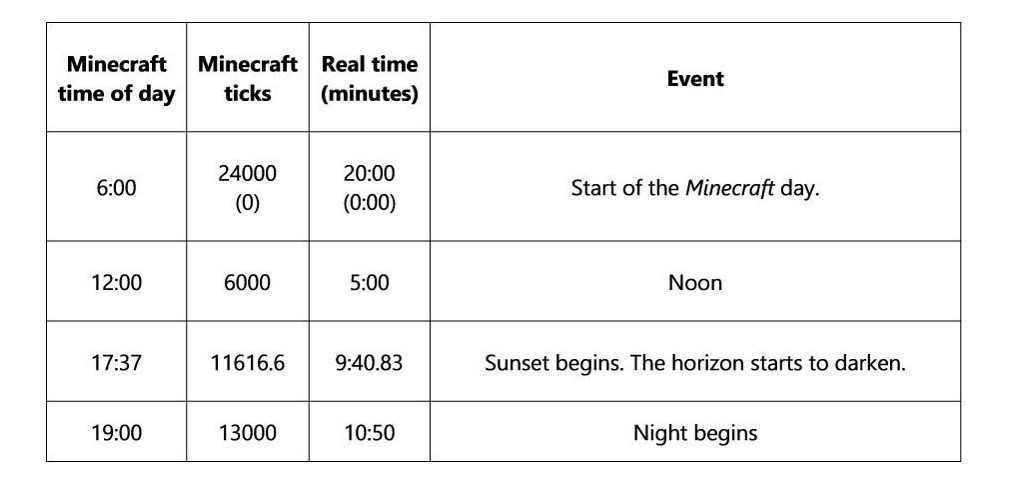 Minecraft time of day Minecraft ticks Real time (minutes) Event
6:00 24000 (0) 20:00 (0:00) Start of the Minecraft day.
12:00 6000 5:00 Noon
17:37 11616.6 9:40.83 Sunset begins. The horizon starts to darken.
19:00 13000 10:50 Night begins